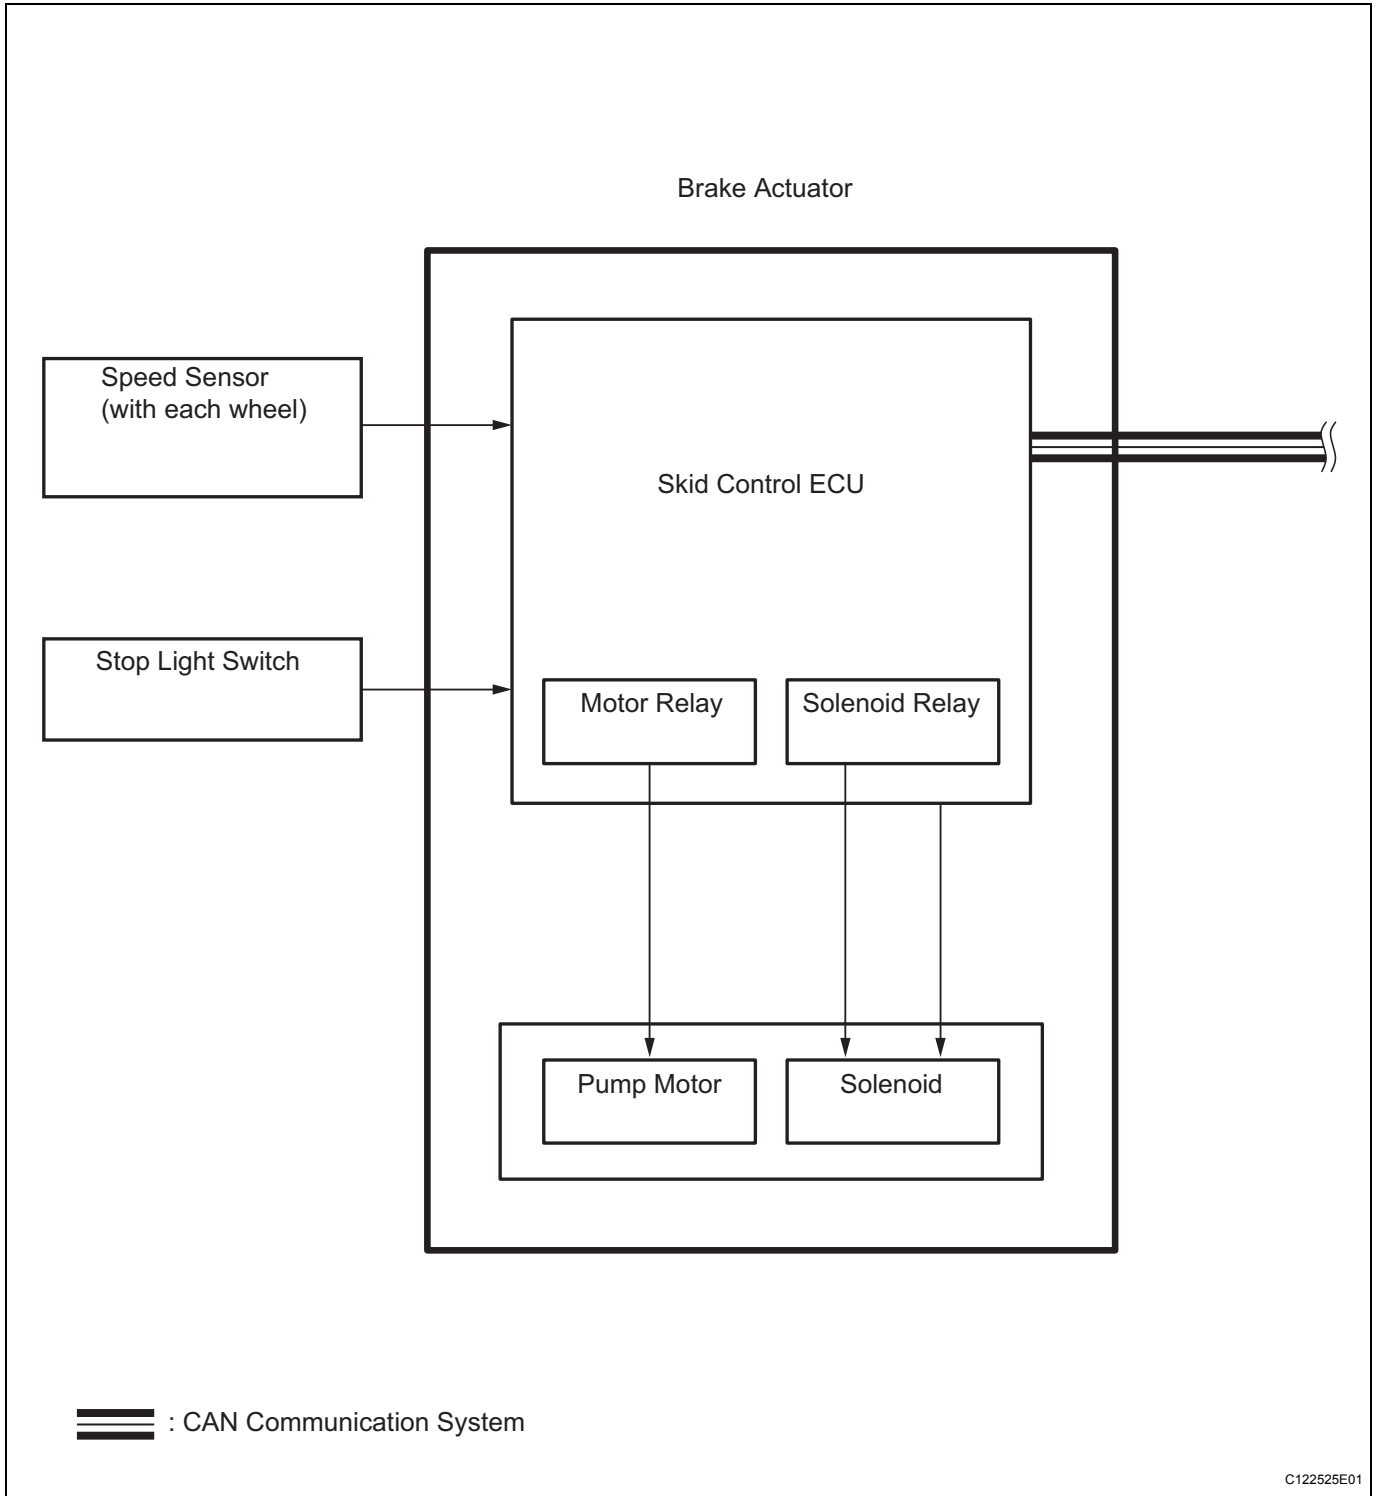 Brake Actuator
Speed Sensor
(with each wheel)
Skid Control ECU
Stop Light Switch
Motor Relay
Solenoid Relay
Pump Motor
Solenoid
: CAN Communication System
C122525E01